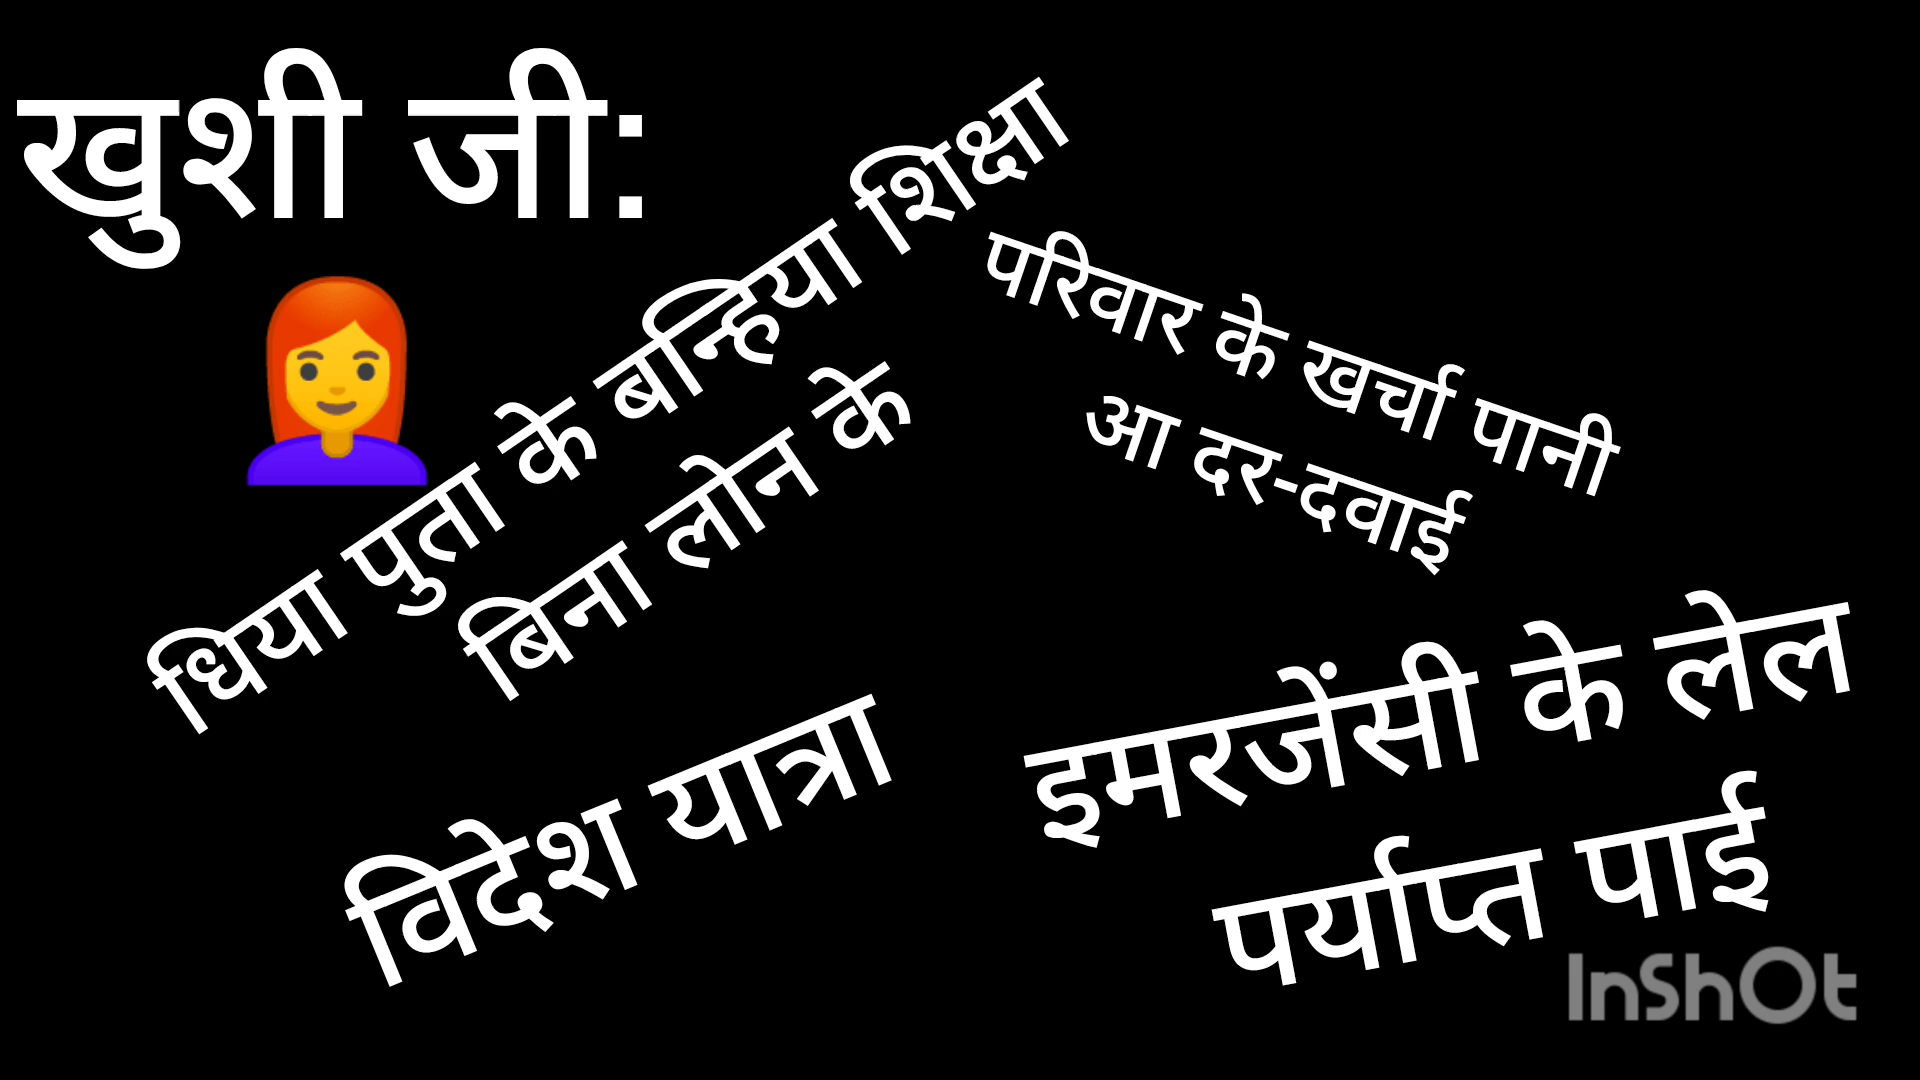 खुशी जी:
धिया पुता के बन्हिया शिक्षा
बिना लोन के
परिवार के खर्चा पानी
आ दर-दवाई
विदेश यात्रा
इमरजेंसी के लेल
पर्याप्त पाई
InShOt